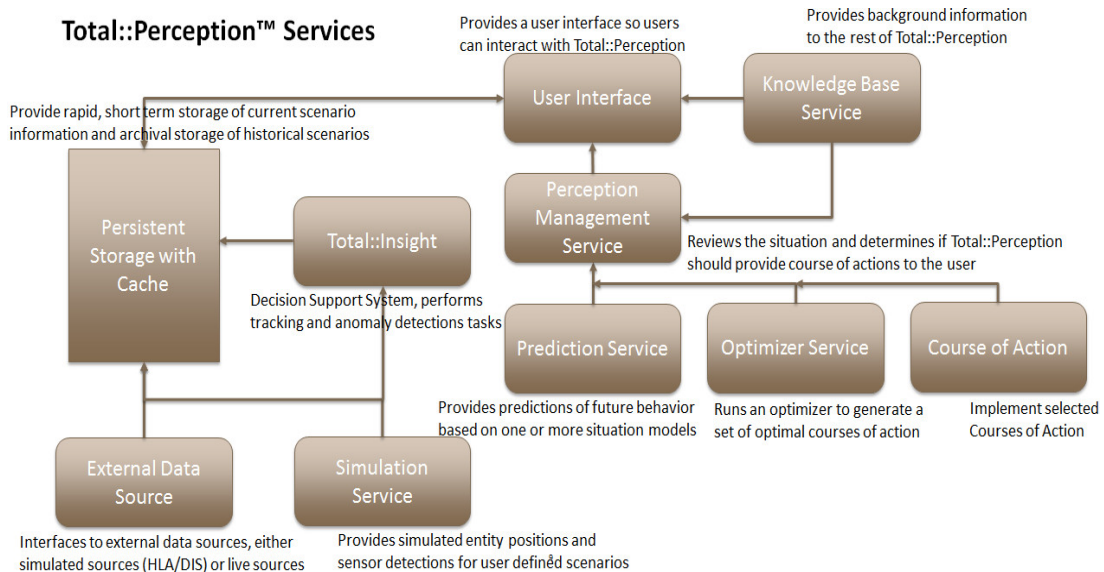 Total::Perception™ Services
Provides a user interface so users
can interact with Total::Perception
Provides background information
to the rest of Total::Perception
User Interface
Knowledge Base
Service
Provide rapid, short term storage of current scenario
information and archival storage of historical scenarios
Persistent
Storage with
Cache
Total::Insight
Decision Support System, performs
tracking and anomaly detections tasks
Perception
Management
Service
Reviews the situation and determines if Total::Perception
should provide course of actions to the user
Prediction Service
Provides predictions of future behavior
based on one or more situation models
Optimizer Service
Runs an optimizer to generate a
set of optimal courses of action
Course of Action
Implement selected
Courses of Action
External Data
Source
Interfaces to external data sources, either
simulated sources (HLA/DIS) or live sources
Simulation
Service
Provides simulated entity positions and
sensor detections for user defined scenarios